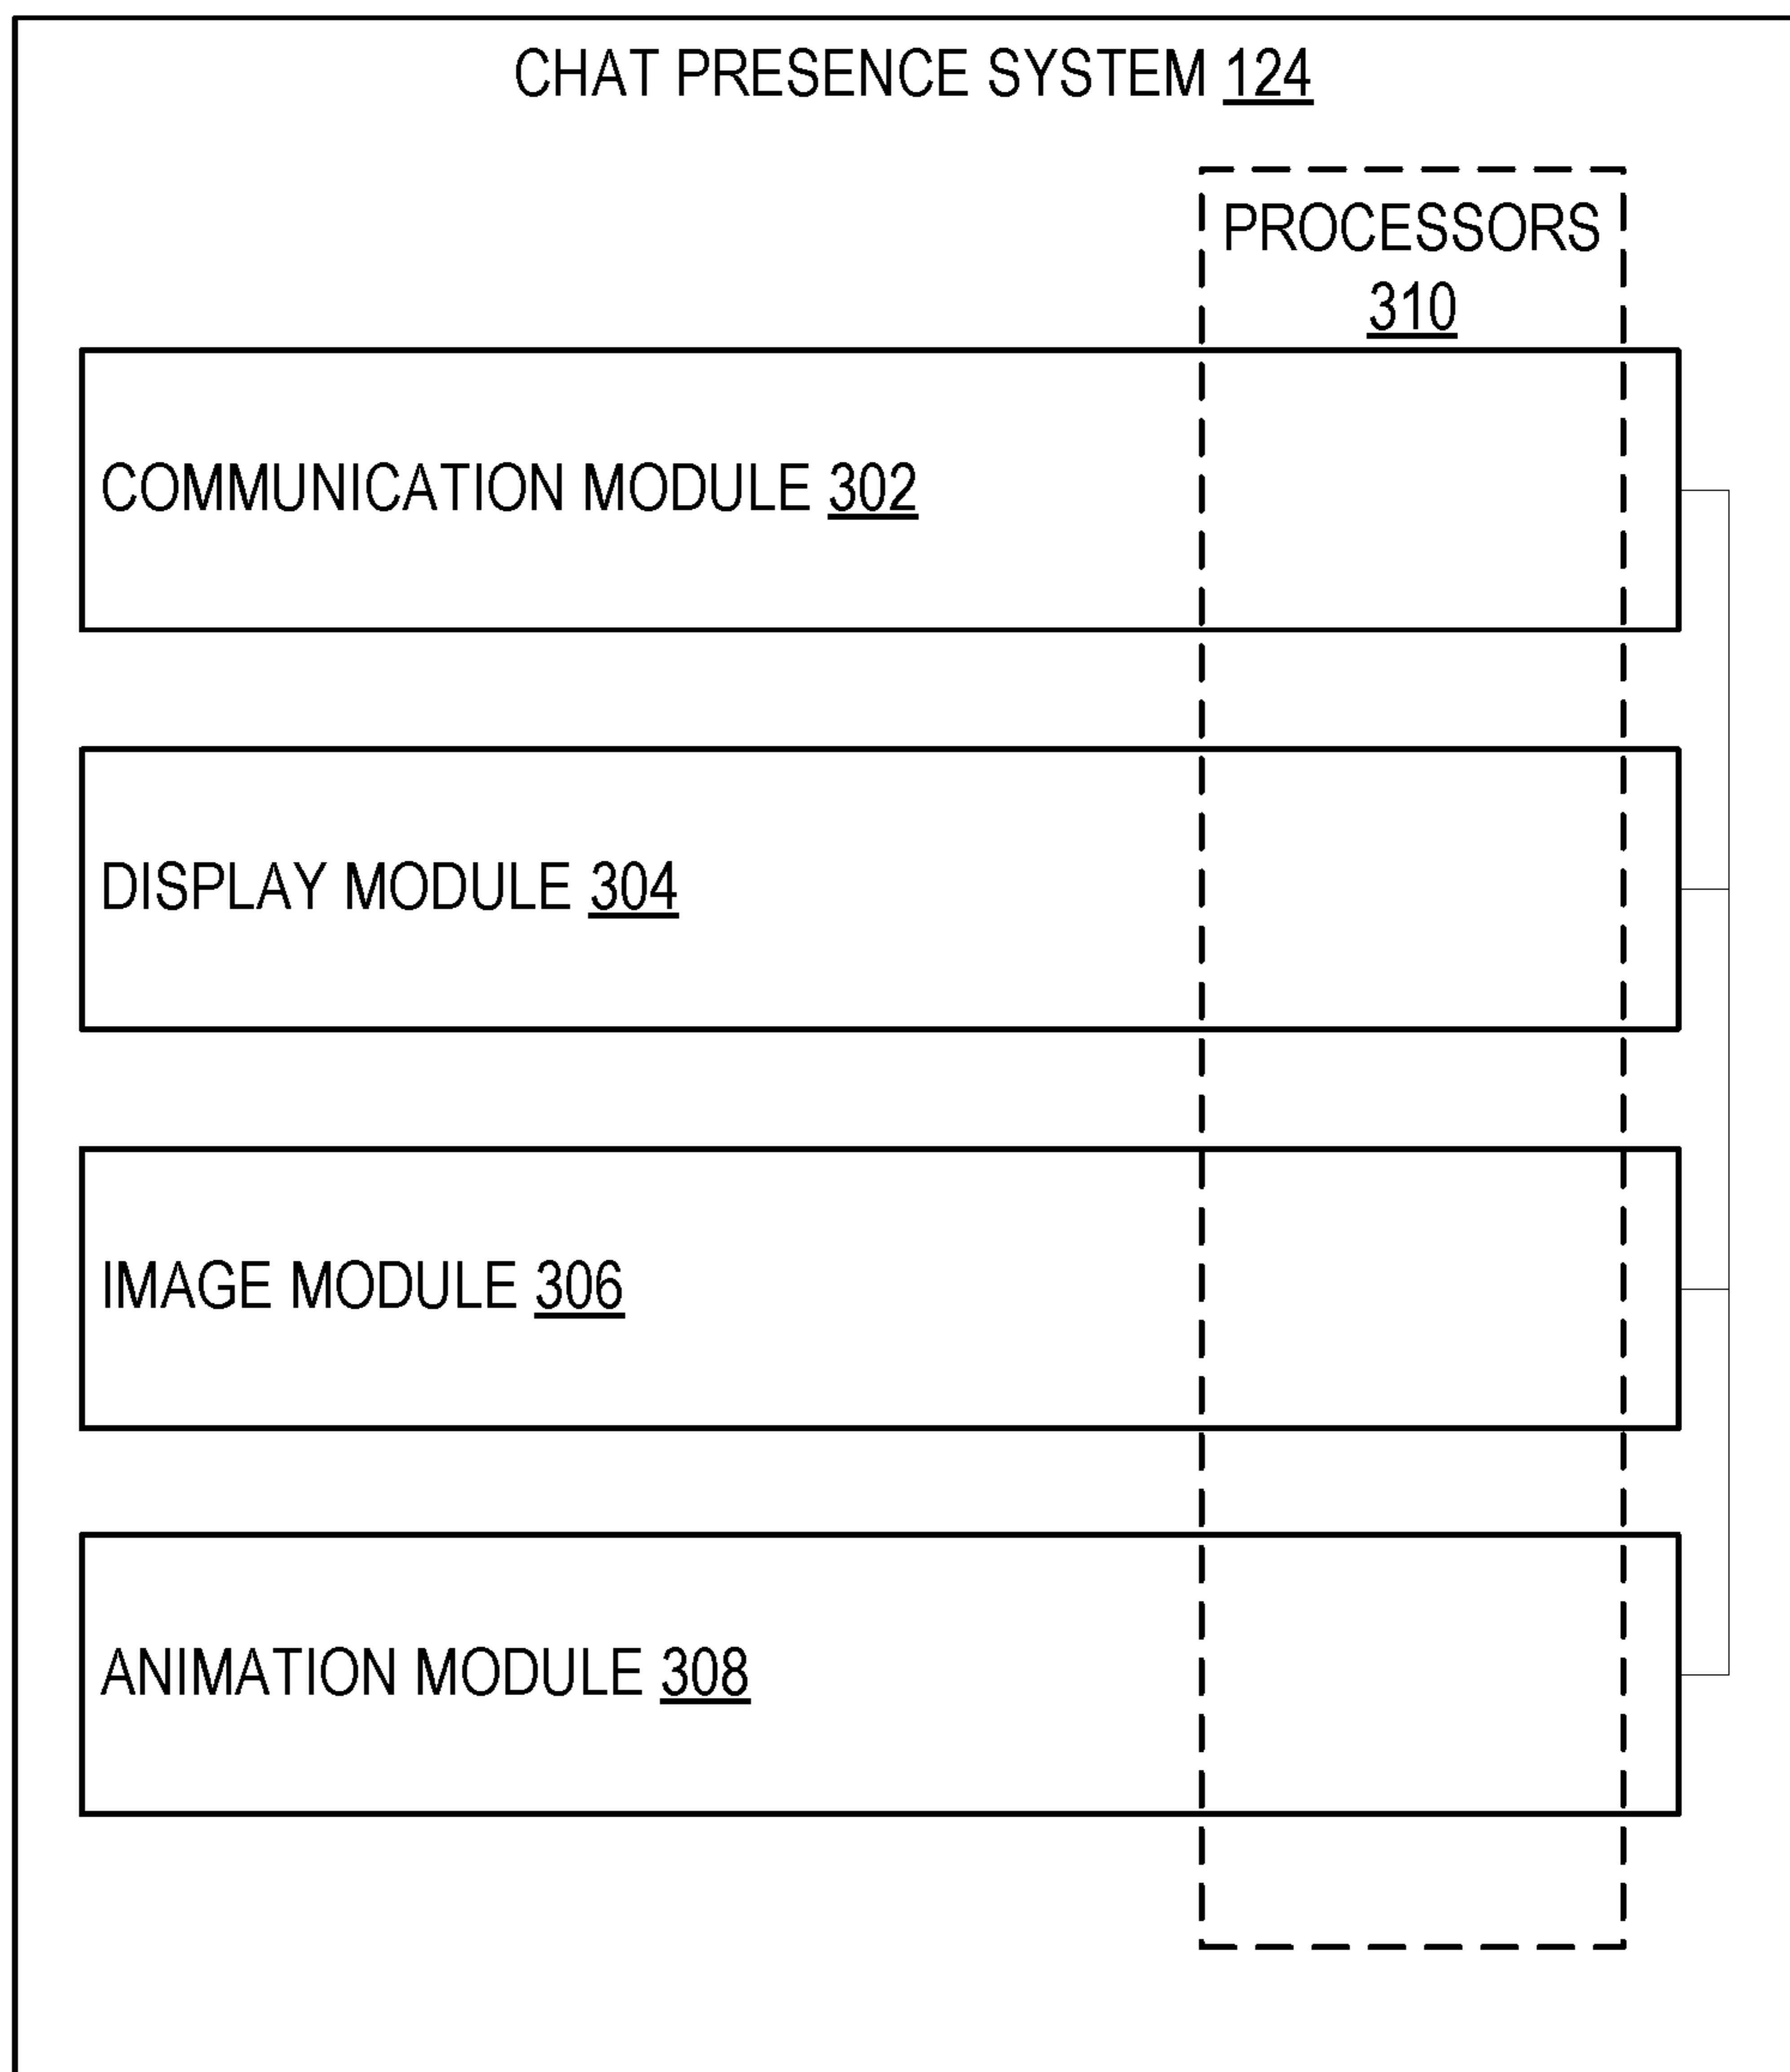 CHAT PRESENCE SYSTEM 124
PROCESSORS
310
COMMUNICATION MODULE 302
DISPLAY MODULE 304
IMAGE MODULE 306
ANIMATION MODULE 308